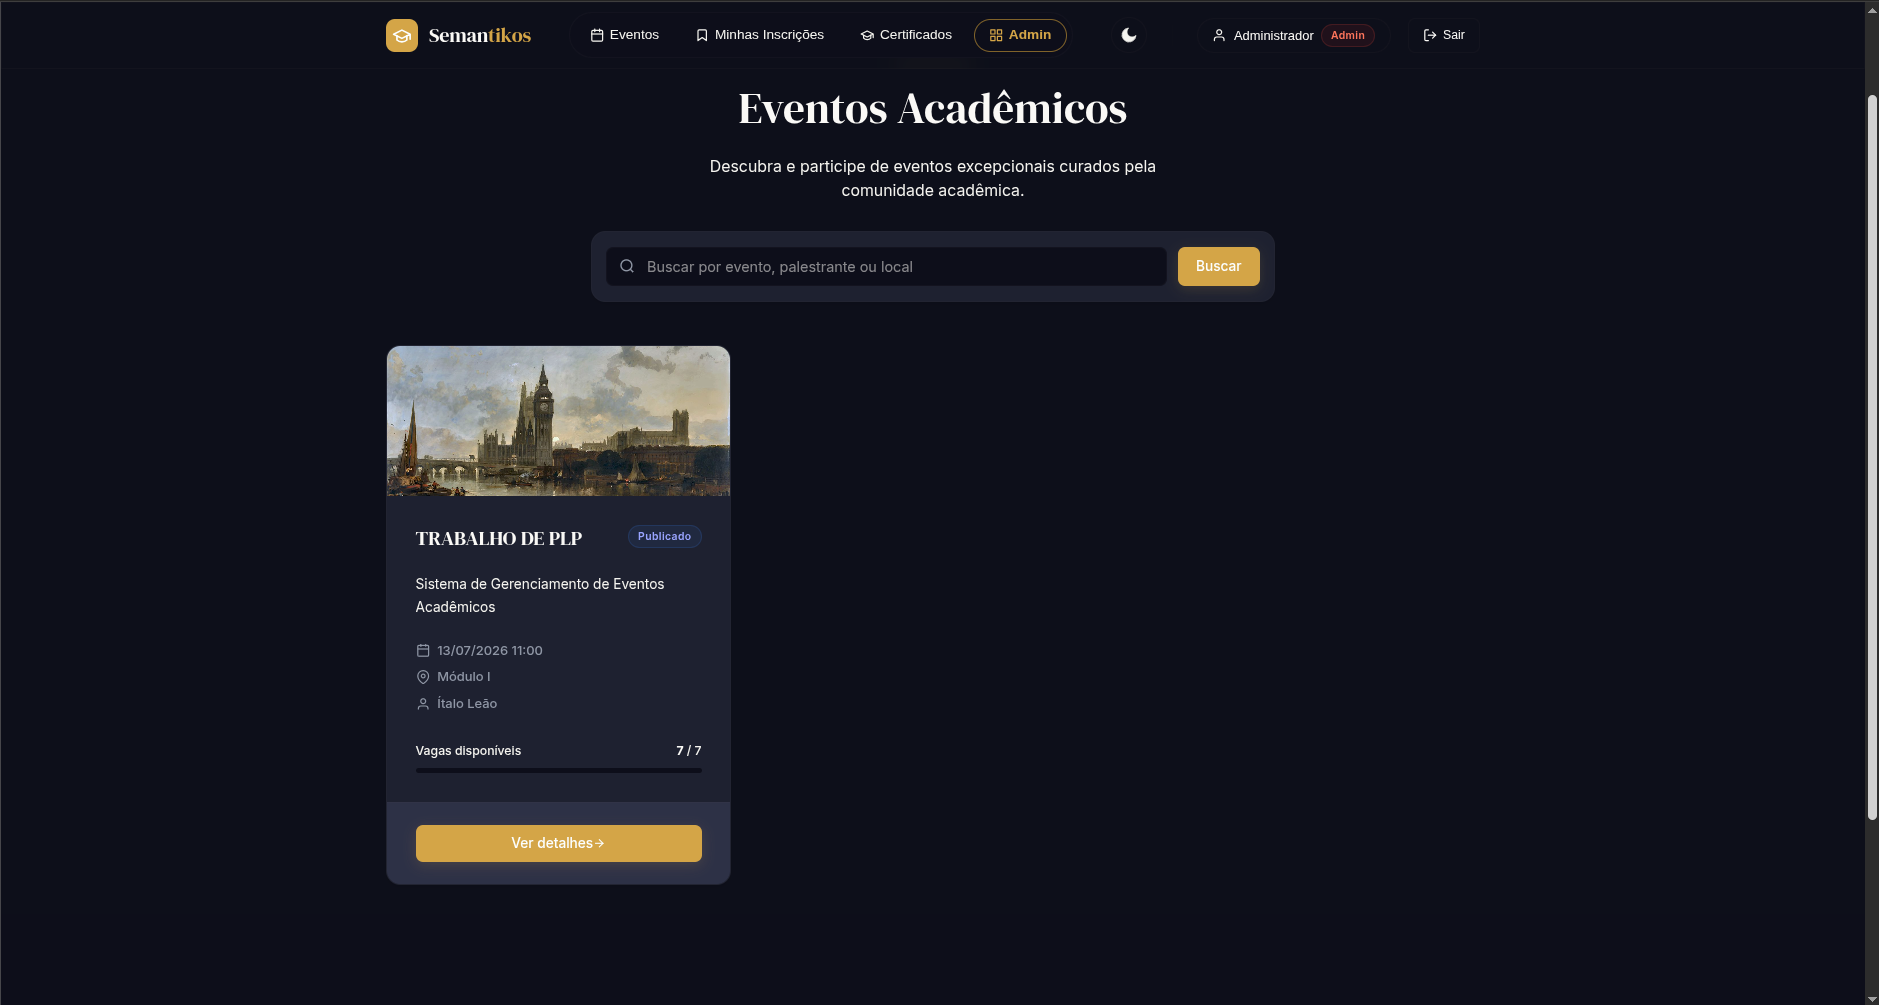 Semantikos
Eventos
Minhas Inscrições
Certificados
Admin
Administrador
Admin
Sair
Eventos Acadêmicos
Descubra e participe de eventos excepcionais curados pela
comunidade acadêmica.
Buscar por evento, palestrante ou local
Buscar
TRABALHO DE PLP
Publicado
Sistema de Gerenciamento de Eventos
Acadêmicos
13/07/2026 11:00
Módulo I
Ítalo Leão
Vagas disponíveis
7 / 7
Ver detalhes→